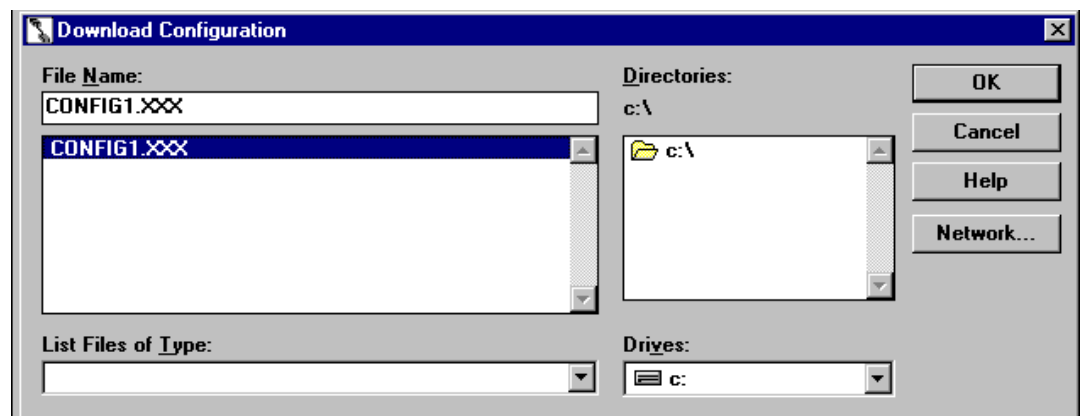 Download Configuration
File Name:
CONFIG1.XXX
CONFIG1.XXX
List Files of Type:
Directories:
c:\
c:\
Drives:
c:
OK
Cancel
Help
Network...